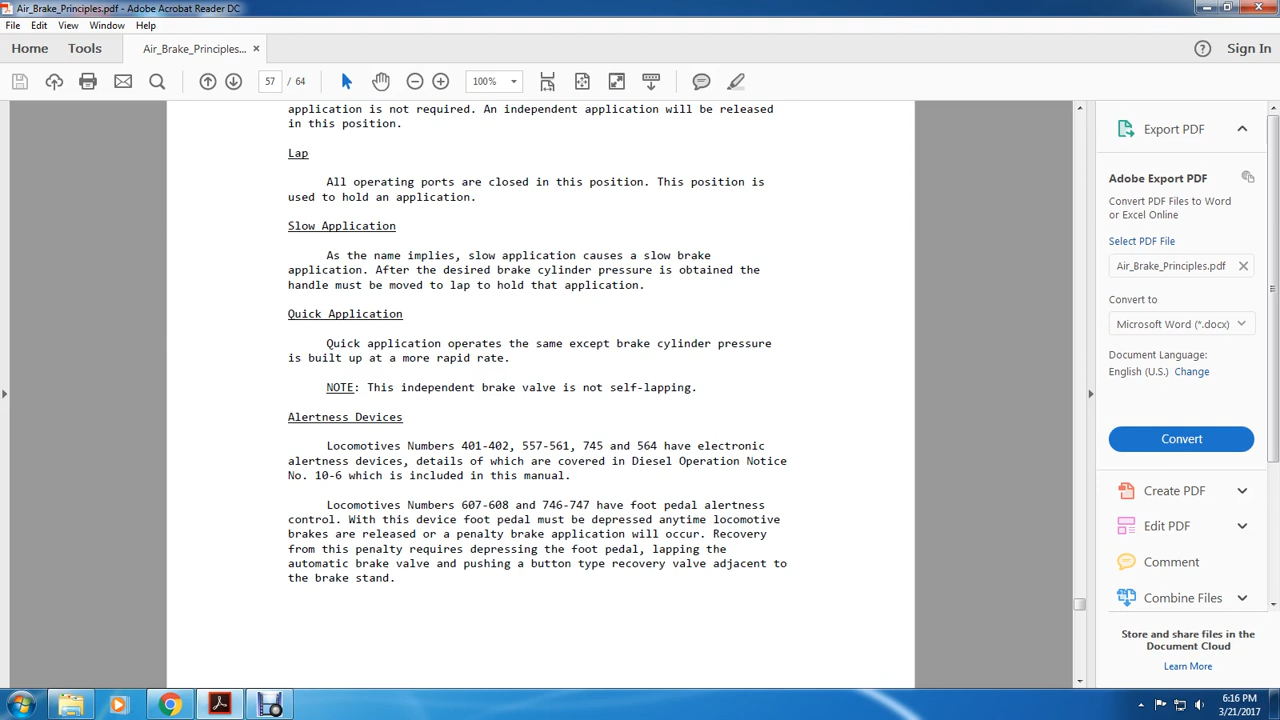 Air_Brake_Principles.pdf - Adobe Acrobat Reader DC
File Edit View Window Help
Home Tools Air_Brake_Principles... Sign In
57 / 64 100%
application is not required. An independent application will be released
in this position.
Lap
All operating ports are closed in this position. This position is
used to hold an application.
Slow Application
As the name implies, slow application causes a slow brake
application. After the desired brake cylinder pressure is obtained the
handle must be moved to lap to hold that application.
Quick Application
Quick application operates the same except brake cylinder pressure
is built up at a more rapid rate.
NOTE: This independent brake valve is not self-lapping.
Alertness Devices
Locomotives Numbers 401-402, 557-561, 745 and 564 have electronic
alertness devices, details of which are covered in Diesel Operation Notice
No. 10-6 which is included in this manual.
Locomotives Numbers 607-608 and 746-747 have foot pedal alertness
control. With this device foot pedal must be depressed anytime locomotive
brakes are released or a penalty brake application will occur. Recovery
from this penalty requires depressing the foot pedal, lapping the
automatic brake valve and pushing a button type recovery valve adjacent to
the brake stand.
Export PDF
Adobe Export PDF
Convert PDF Files to Word
or Excel Online
Select PDF File
Air_Brake_Principles.pdf
Convert to
Microsoft Word (*.docx)
Document Language:
English (U.S.) Change
Convert
Create PDF
Edit PDF
Comment
Combine Files
Store and share files in the
Document Cloud
Learn More
6:16 PM
3/21/2017